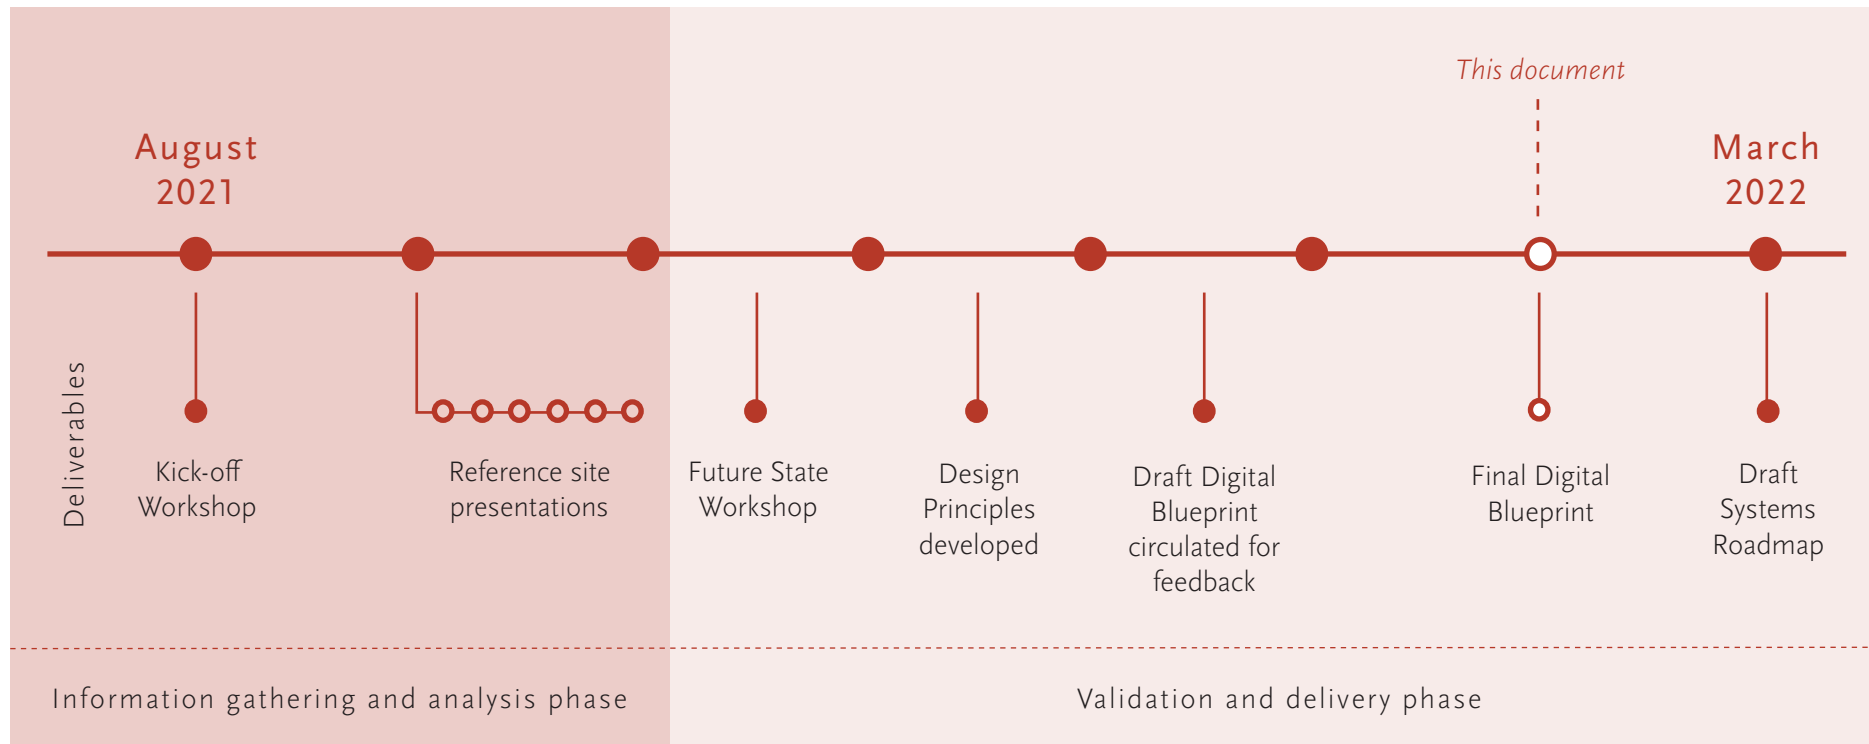 This document
August
2021
March
2022
Deliverables
Kick-off
Workshop
Reference site
presentations
Future State
Workshop
Design
Principles
developed
Draft Digital
Blueprint
circulated for
feedback
Final Digital
Blueprint
Draft
Systems
Roadmap
Information gathering and analysis phase
Validation and delivery phase